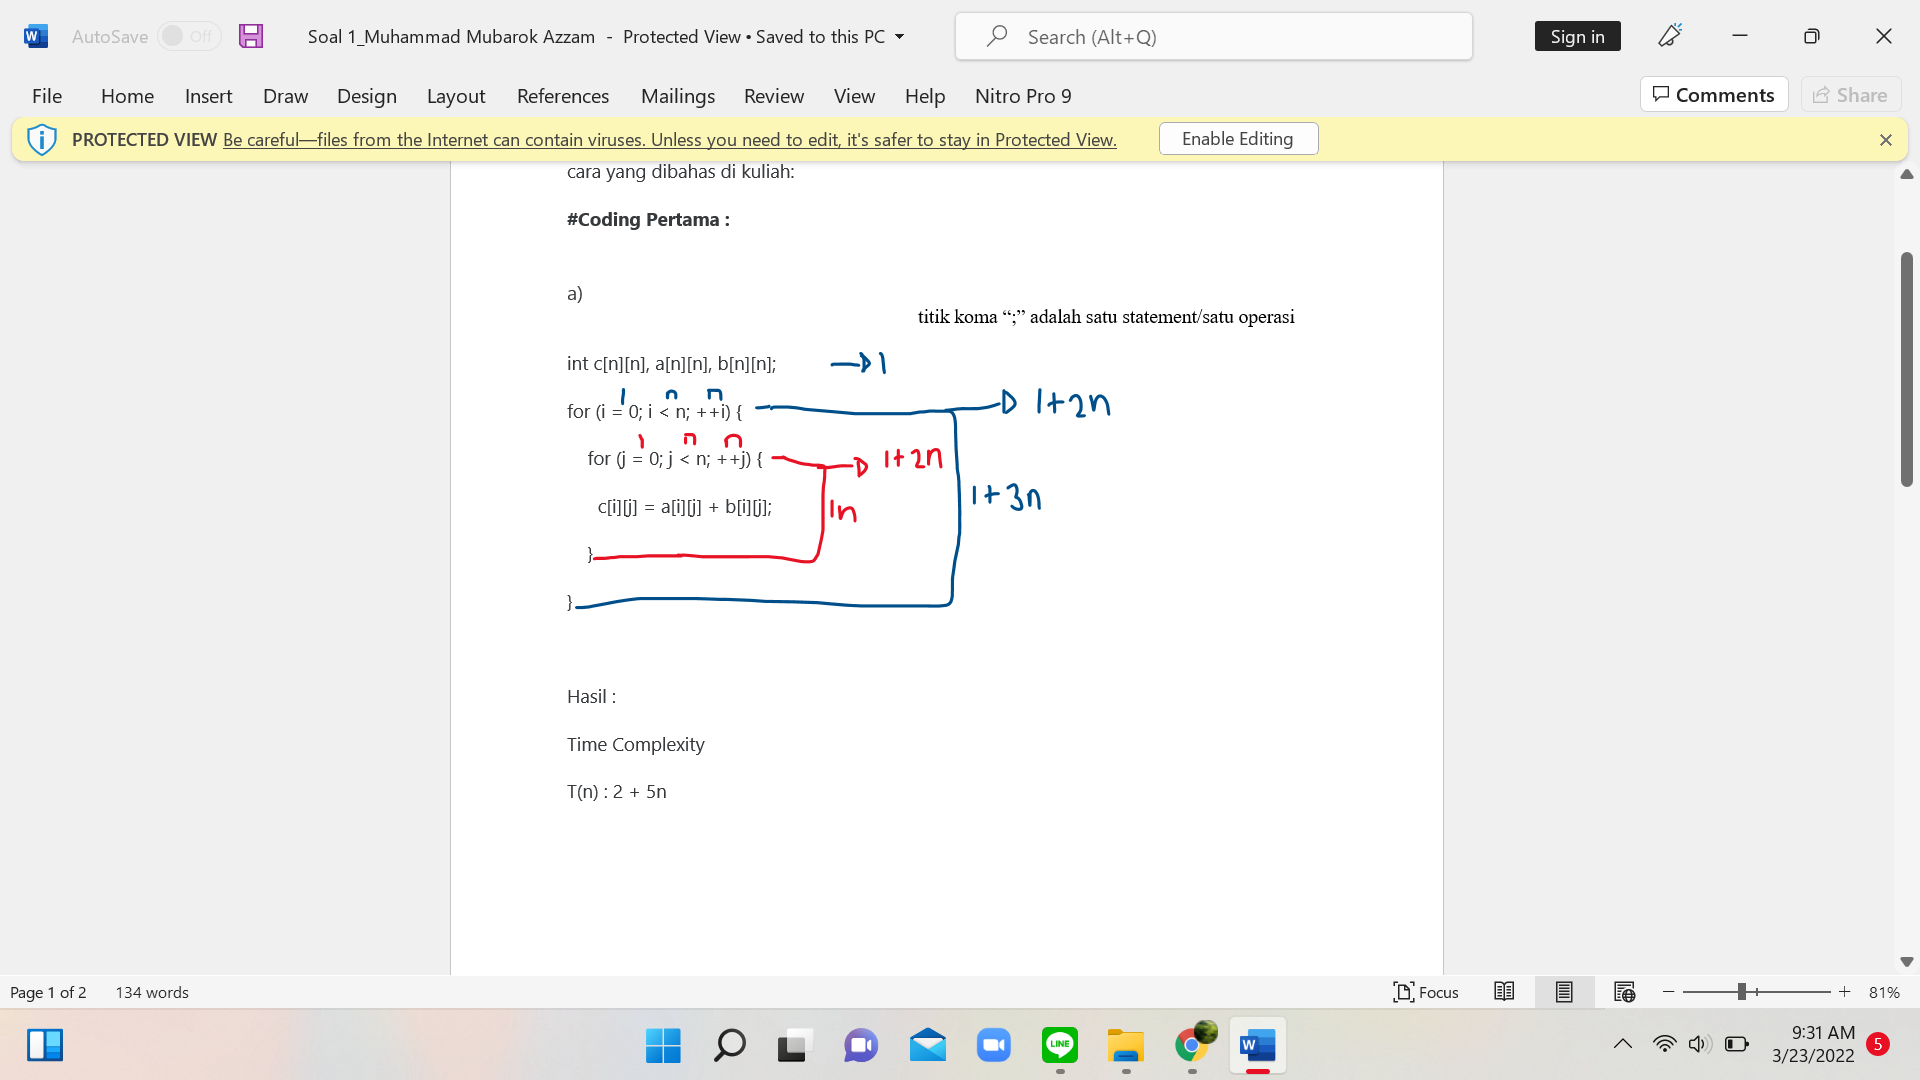 AutoSave Off Soal 1_Muhammad Mubarok Azzam - Protected View • Saved to this PC Search (Alt+Q) Sign in
File Home Insert Draw Design Layout References Mailings Review View Help Nitro Pro 9 Comments Share
PROTECTED VIEW Be careful—files from the Internet can contain viruses. Unless you need to edit, it's safer to stay in Protected View. Enable Editing
cara yang dibahas di kuliah:
#Coding Pertama :
a)
titik koma “;” adalah satu statement/satu operasi
int c[n][n], a[n][n], b[n][n]; 1
1 n n
for (i = 0; i < n; ++i) { 1+2n
1 n n
for (j = 0; j < n; ++j) { 1+2n
1+3n
c[i][j] = a[i][j] + b[i][j]; 1n
}
}
Hasil :
Time Complexity
T(n) : 2 + 5n
Page 1 of 2 134 words Focus 81%
W LINE W 9:31 AM
3/23/2022 5